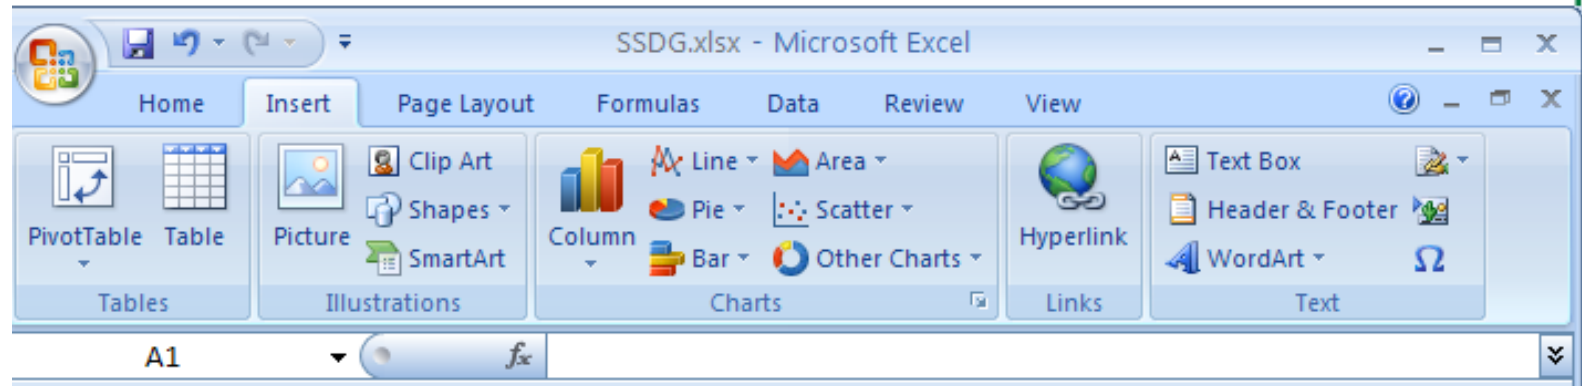 SSDG.xlsx - Microsoft Excel
Home Insert Page Layout Formulas Data Review View
PivotTable Table
Tables
Picture Clip Art
Shapes
SmartArt
Illustrations
Column Line Area
Pie Scatter
Bar Other Charts
Charts
Hyperlink
Links
Text Box
Header & Footer
WordArt Ω
Text
A1 fx